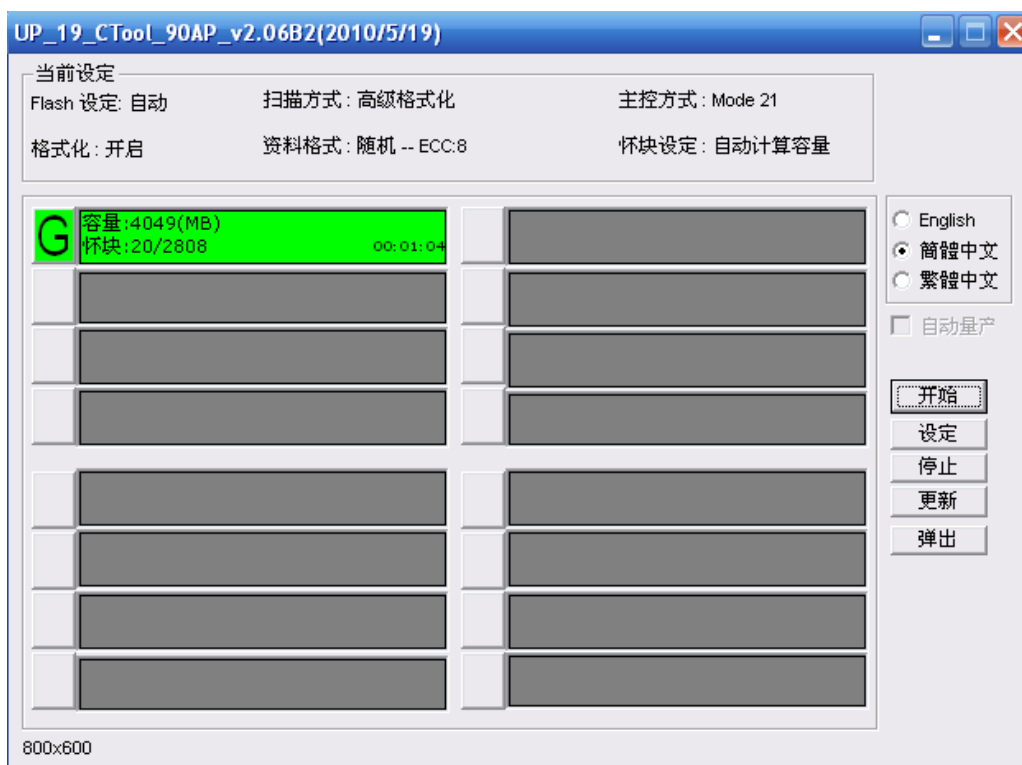 UP_19_CTool_90AP_v2.06B2(2010/5/19)
当前设定
Flash 设定: 自动 扫描方式 : 高级格式化 主控方式 : Mode 21
格式化 : 开启 资料格式 : 随机 -- ECC:8 怀块设定 : 自动计算容量
G
容量:4049(MB)
怀块:20/2808 00:01:04
English
简體中文
繁體中文
自动量产
开始
设定
停止
更新
弹出
800x600